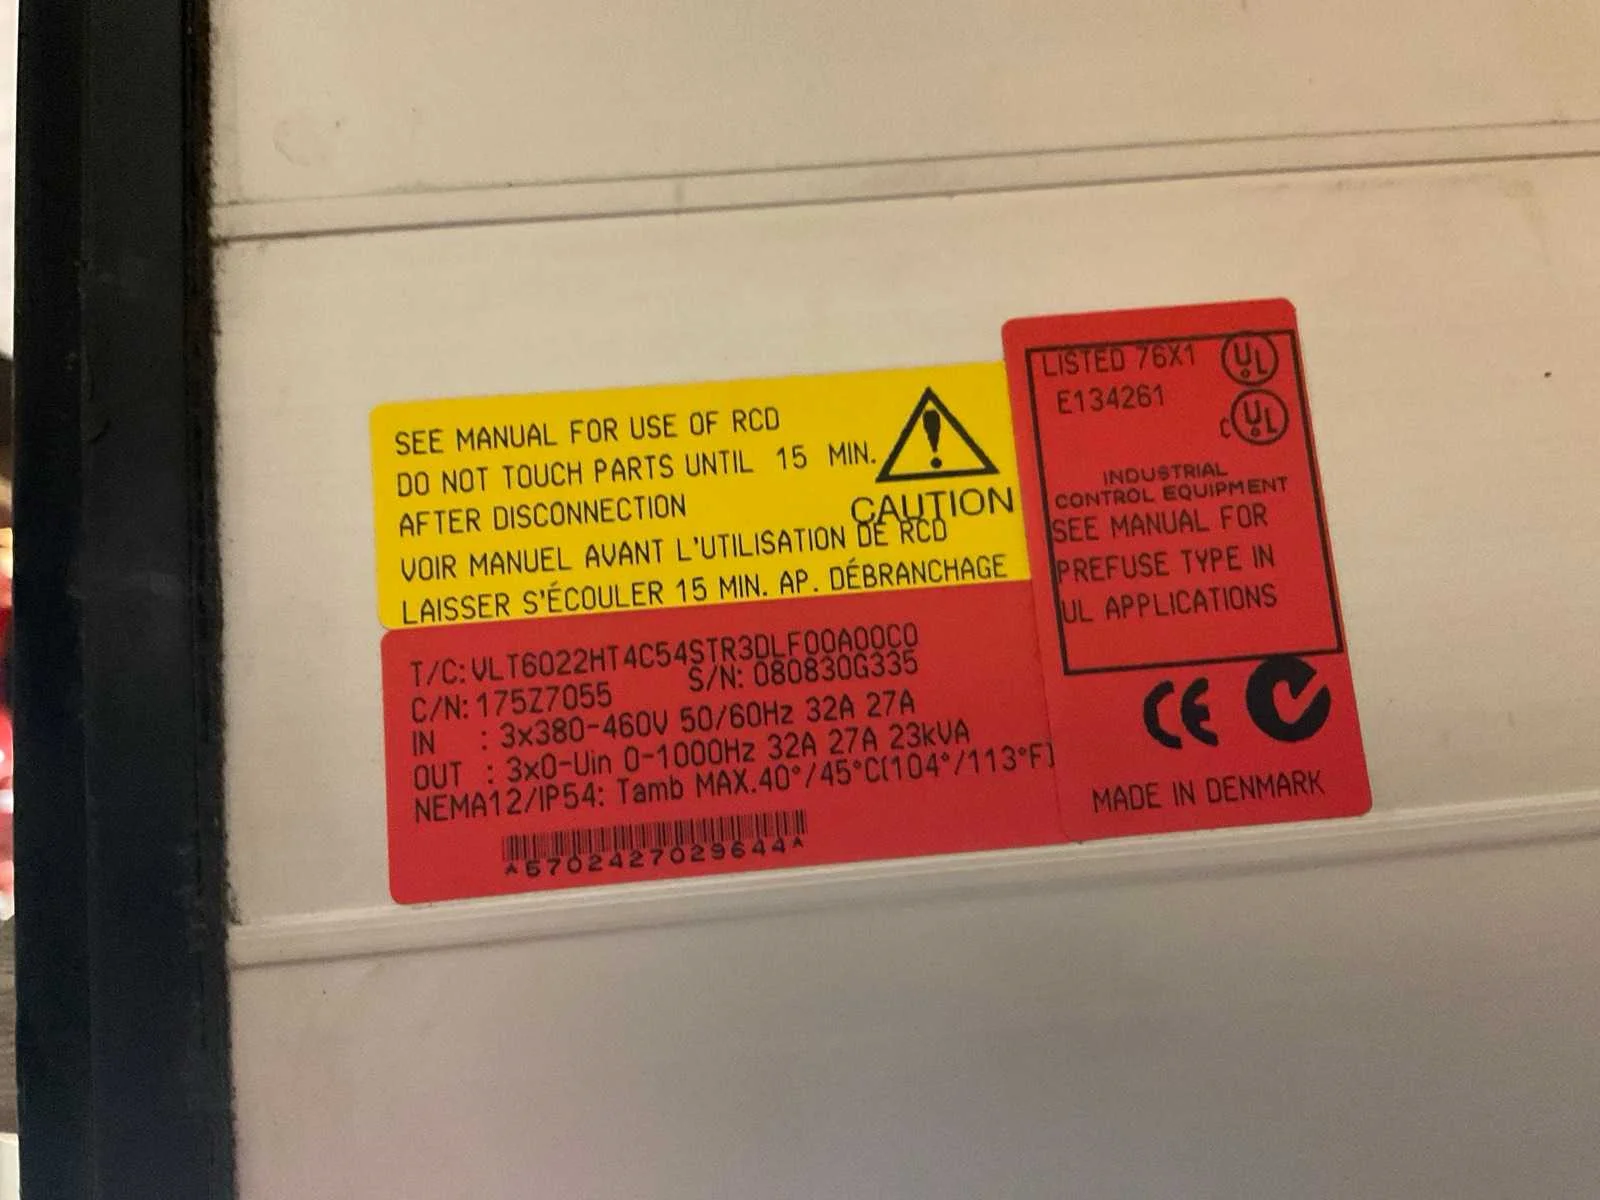 SEE MANUAL FOR USE OF RCD
DO NOT TOUCH PARTS UNTIL 15 MIN.
AFTER DISCONNECTION
CAUTION
VOIR MANUEL AVANT L'UTILISATION DE RCD
LAISSER S'ÉCOULER 15 MIN. AP. DÉBRANCHAGE
T/C: VLT6022HT4C54STR3DLF00A00C0
C/N: 175Z7055 S/N: 080830G335
IN : 3x380-460V 50/60Hz 32A 27A
OUT : 3x0-Uin 0-1000Hz 32A 27A 23kVA
NEMA12/IP54: Tamb MAX.40°/45°C(104°/113°F)
*5702427029644*
LISTED 76X1 UL
E134261 c UL
INDUSTRIAL
CONTROL EQUIPMENT
SEE MANUAL FOR
PREFUSE TYPE IN
UL APPLICATIONS
CE
MADE IN DENMARK